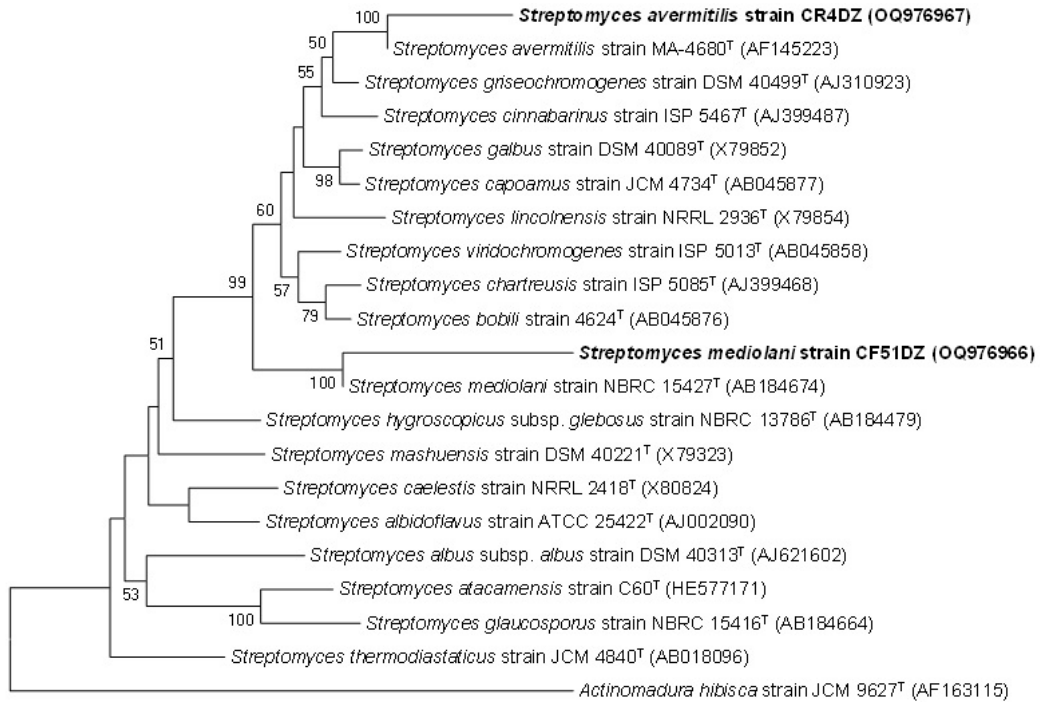 100 Streptomyces avermitilis strain CR4DZ (OQ976967)
50 Streptomyces avermitilis strain MA-4680ᵀ (AF145223)
55 Streptomyces griseochromogenes strain DSM 40499ᵀ (AJ310923)
Streptomyces cinnabarinus strain ISP 5467ᵀ (AJ399487)
Streptomyces galbus strain DSM 40089ᵀ (X79852)
98 Streptomyces capoamus strain JCM 4734ᵀ (AB045877)
60 Streptomyces lincolnensis strain NRRL 2936ᵀ (X79854)
Streptomyces viridochromogenes strain ISP 5013ᵀ (AB045858)
99 57 Streptomyces chartreusis strain ISP 5085ᵀ (AJ399468)
79 Streptomyces bobili strain 4624ᵀ (AB045876)
51 Streptomyces mediolani strain CF51DZ (OQ976966)
100 Streptomyces mediolani strain NBRC 15427ᵀ (AB184674)
Streptomyces hygroscopicus subsp. glebosus strain NBRC 13786ᵀ (AB184479)
Streptomyces mashuensis strain DSM 40221ᵀ (X79323)
Streptomyces caelestis strain NRRL 2418ᵀ (X80824)
Streptomyces albidoflavus strain ATCC 25422ᵀ (AJ002090)
Streptomyces albus subsp. albus strain DSM 40313ᵀ (AJ621602)
53 Streptomyces atacamensis strain C60ᵀ (HE577171)
100 Streptomyces glaucosporus strain NBRC 15416ᵀ (AB184664)
Streptomyces thermodiastaticus strain JCM 4840ᵀ (AB018096)
Actinomadura hibisca strain JCM 9627ᵀ (AF163115)